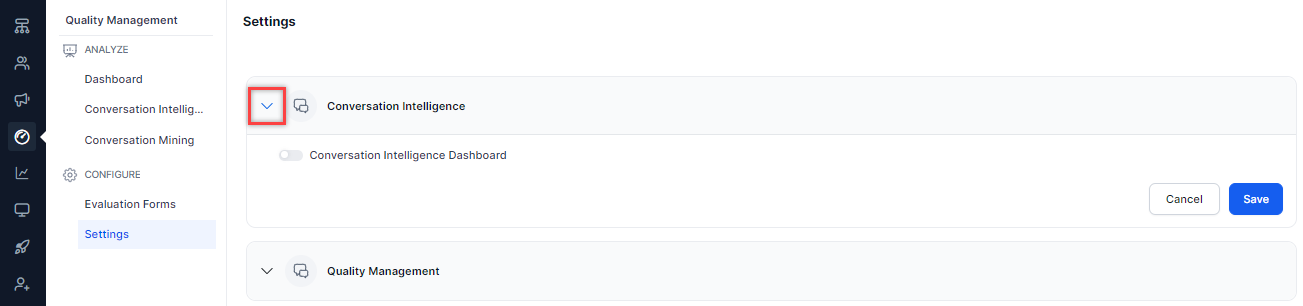 Quality Management
ANALYZE
Dashboard
Conversation Intellig...
Conversation Mining
CONFIGURE
Evaluation Forms
Settings
Settings
Conversation Intelligence
Conversation Intelligence Dashboard
Cancel
Save
Quality Management